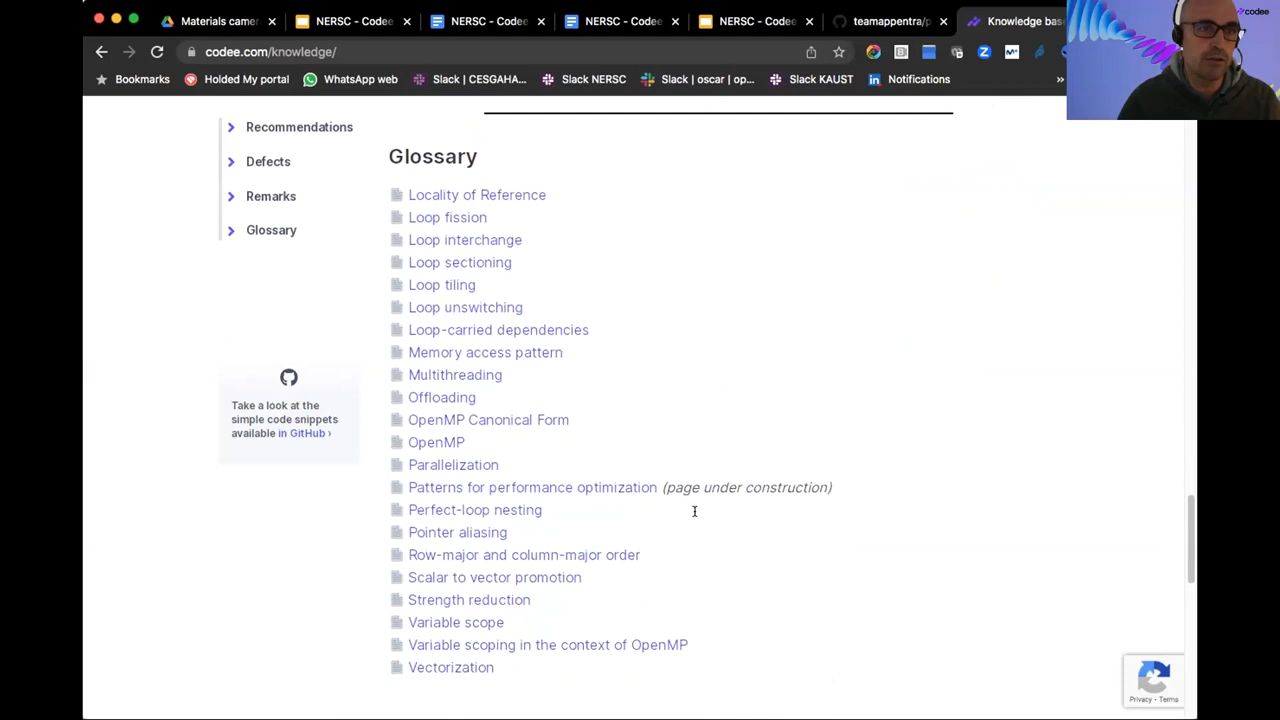 Materials camer
NERSC - Codee
NERSC - Codee
NERSC - Codee
NERSC - Codee
teamappentra/p
Knowledge bas
codee
codee.com/knowledge/
Bookmarks
Holded My portal
WhatsApp web
Slack | CESGAHA...
Slack NERSC
Slack | oscar | op...
Slack KAUST
Notifications
»
Recommendations
Defects
Remarks
Glossary
Take a look at the
simple code snippets
available in GitHub ›
Glossary
Locality of Reference
Loop fission
Loop interchange
Loop sectioning
Loop tiling
Loop unswitching
Loop-carried dependencies
Memory access pattern
Multithreading
Offloading
OpenMP Canonical Form
OpenMP
Parallelization
Patterns for performance optimization (page under construction)
Perfect-loop nesting
Pointer aliasing
Row-major and column-major order
Scalar to vector promotion
Strength reduction
Variable scope
Variable scoping in the context of OpenMP
Vectorization
Privacy - Terms